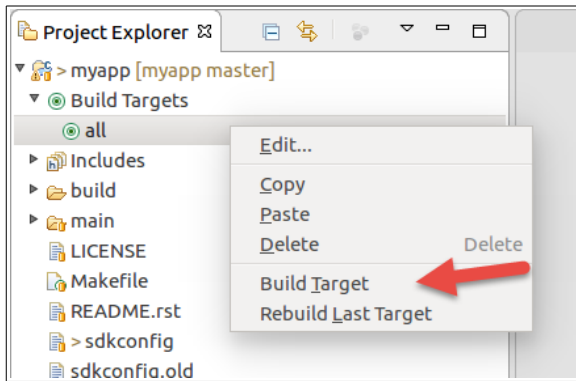 Project Explorer
> myapp [myapp master]
Build Targets
all
Includes
build
main
LICENSE
Makefile
README.rst
> sdkconfig
sdkconfig.old
Edit...
Copy
Paste
Delete Delete
Build Target
Rebuild Last Target